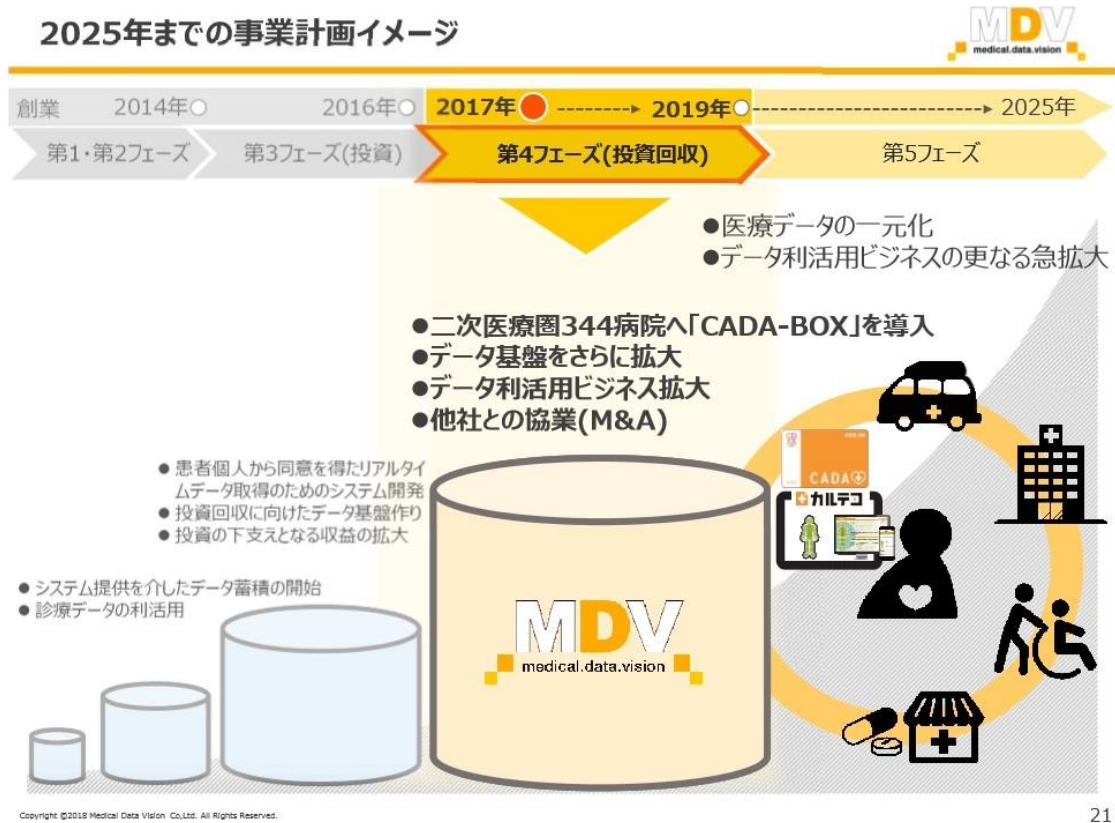 2025年までの事業計画イメージ
MDV
medical.data.vision
創業 2014年 2016年 2017年 2019年 2025年
第1・第2フェーズ 第3フェーズ(投資) 第4フェーズ(投資回収) 第5フェーズ
●医療データの一元化
●データ利活用ビジネスの更なる急拡大
●二次医療圏344病院へ「CADA-BOX」を導入
●データ基盤をさらに拡大
●データ利活用ビジネス拡大
●他社との協業(M&A)
● 患者個人から同意を得たリアルタイ
ムデータ取得のためのシステム開発
● 投資回収に向けたデータ基盤作り
● 投資の下支えとなる収益の拡大
● システム提供を介したデータ蓄積の開始
● 診療データの利活用
CADA
カルテコ
MDV
medical.data.vision
Copyright ©2018 Medical Data Vision Co.,Ltd. All Rights Reserved.
21